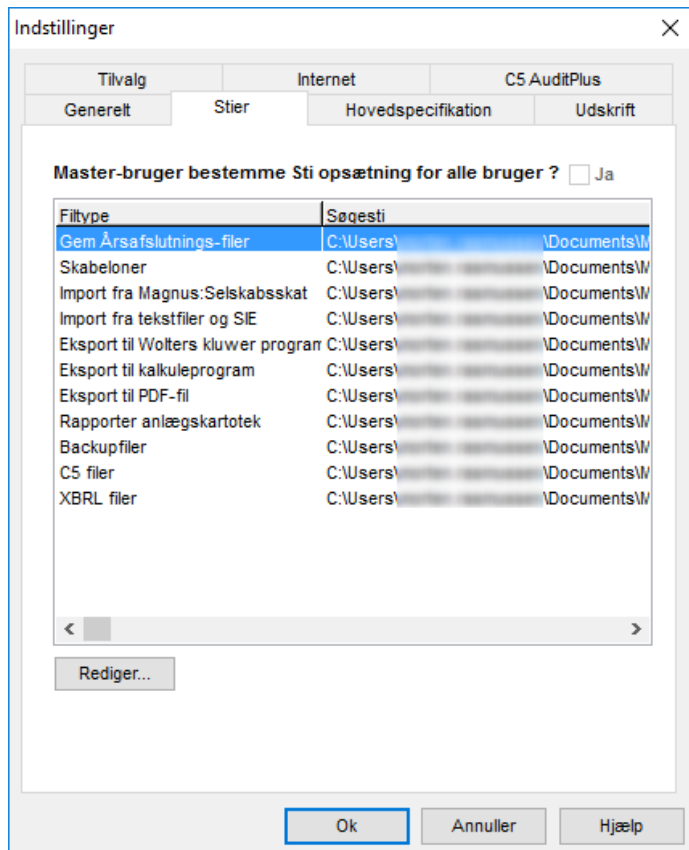 Indstillinger
Tilvalg Internet C5 AuditPlus
Generelt Stier Hovedspecifikation Udskrift
Master-bruger bestemme Sti opsætning for alle bruger ? Ja
Filtype Søgesti
Gem Årsafslutnings-filer C:\Users\ \Documents\M
Skabeloner C:\Users\ \Documents\M
Import fra Magnus:Selskabsskat C:\Users\ \Documents\M
Import fra tekstfiler og SIE C:\Users\ \Documents\M
Eksport til Wolters kluwer program C:\Users\ \Documents\M
Eksport til kalkuleprogram C:\Users\ \Documents\M
Eksport til PDF-fil C:\Users\ \Documents\M
Rapporter anlægskartotek C:\Users\ \Documents\M
Backupfiler C:\Users\ \Documents\M
C5 filer C:\Users\ \Documents\M
XBRL filer C:\Users\ \Documents\M
Rediger...
Ok Annuller Hjælp